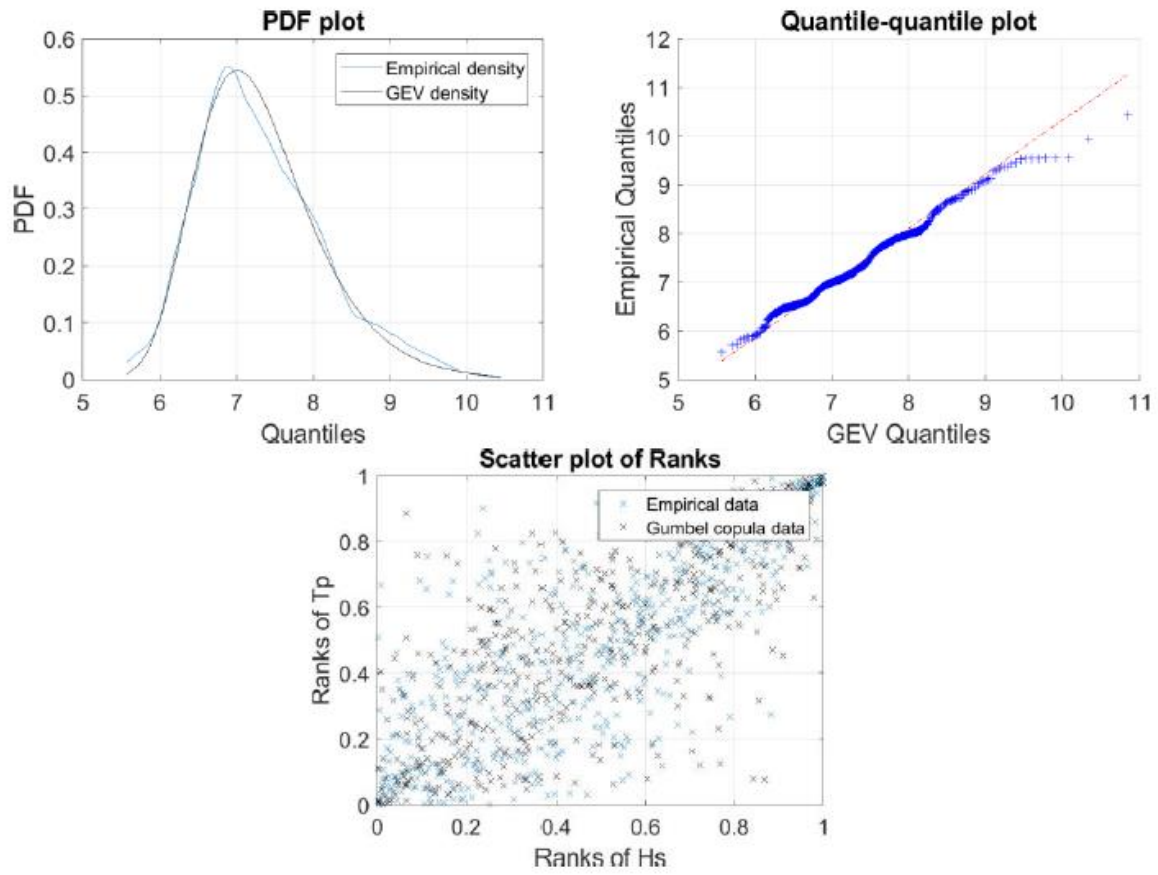 PDF plot
0.6
0.5
0.4
0.3
0.2
0.1
0
PDF
Empirical density
GEV density
5 6 7 8 9 10 11
Quantiles
Quantile-quantile plot
12
11
10
9
8
7
6
5
Empirical Quantiles
5 6 7 8 9 10 11
GEV Quantiles
Scatter plot of Ranks
1
0.8
0.6
0.4
0.2
0
Ranks of Tp
Empirical data
Gumbel copula data
0 0.2 0.4 0.6 0.8 1
Ranks of Hs